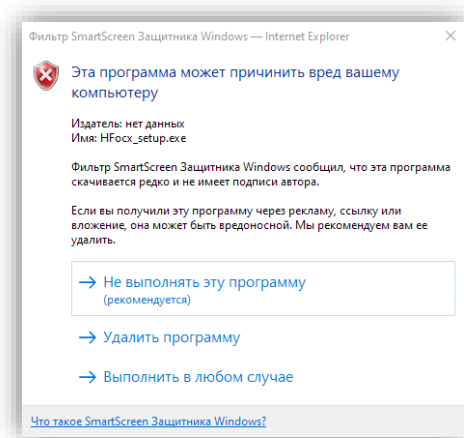 Фильтр SmartScreen Защитника Windows — Internet Explorer
Эта программа может причинить вред вашему
компьютеру
Издатель: нет данных
Имя: HFocx_setup.exe
Фильтр SmartScreen Защитника Windows сообщил, что эта программа
скачивается редко и не имеет подписи автора.
Если вы получили эту программу через рекламу, ссылку или
вложение, она может быть вредоносной. Мы рекомендуем вам ее
удалить.
Не выполнять эту программу
(рекомендуется)
Удалить программу
Выполнить в любом случае
Что такое SmartScreen Защитника Windows?